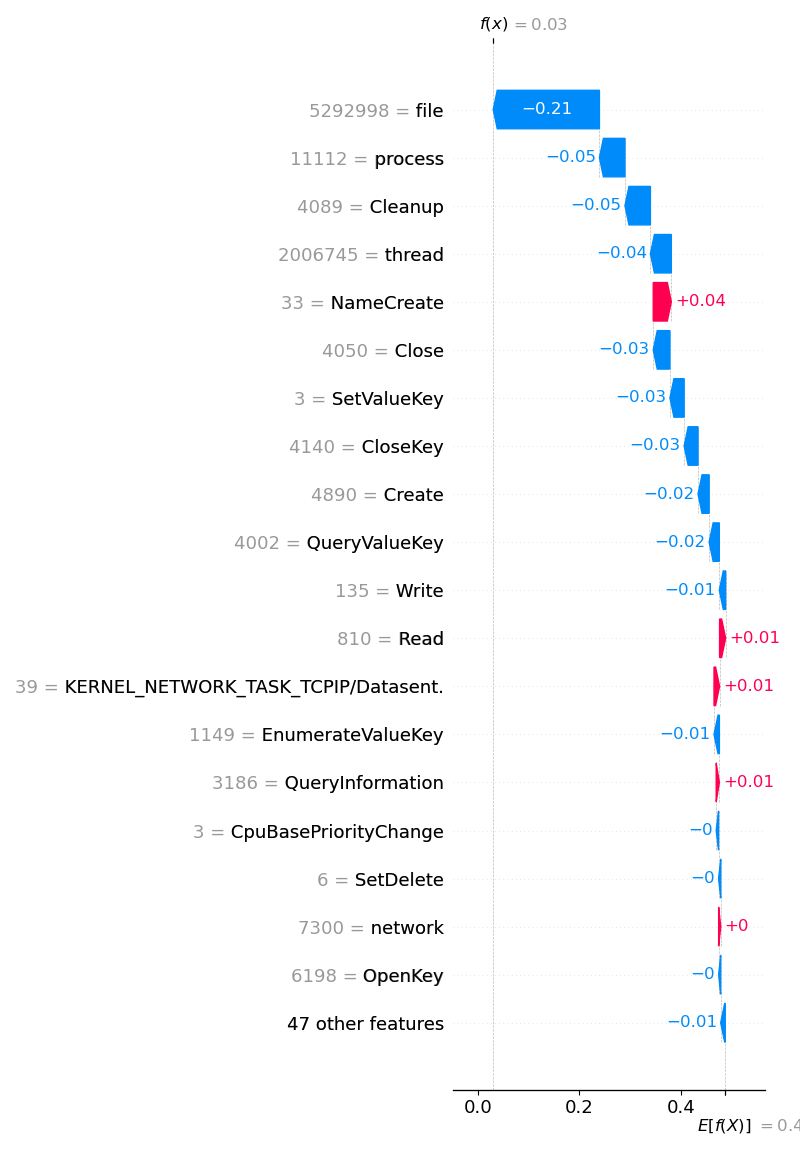 f(x) = 0.03
5292998 = file −0.21
11112 = process −0.05
4089 = Cleanup −0.05
2006745 = thread −0.04
33 = NameCreate +0.04
4050 = Close −0.03
3 = SetValueKey −0.03
4140 = CloseKey −0.03
4890 = Create −0.02
4002 = QueryValueKey −0.02
135 = Write −0.01
810 = Read +0.01
39 = KERNEL_NETWORK_TASK_TCPIP/Datasent. +0.01
1149 = EnumerateValueKey −0.01
3186 = QueryInformation +0.01
3 = CpuBasePriorityChange −0
6 = SetDelete −0
7300 = network +0
6198 = OpenKey −0
47 other features −0.01
0.0 0.2 0.4
E[f(X)] = 0.4